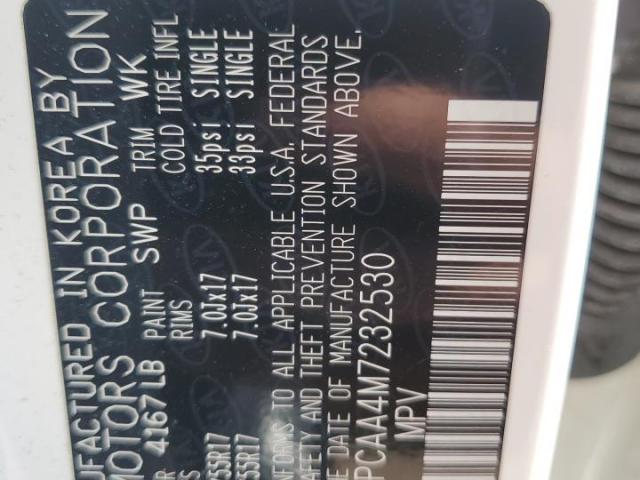 UFACTURED IN KOREA BY
MOTORS CORPORATION
4167LB
PAINT SWP TRIM WK
RIMS COLD TIRE INFL
55R17 7.0Jx17 35psi SINGLE
55R17 7.0Jx17 33psi SINGLE
NFORMS TO ALL APPLICABLE U.S.A. FEDERAL
AFETY AND THEFT PREVENTION STANDARDS
E DATE OF MANUFACTURE SHOWN ABOVE.
PCAA4M7232530
MPV